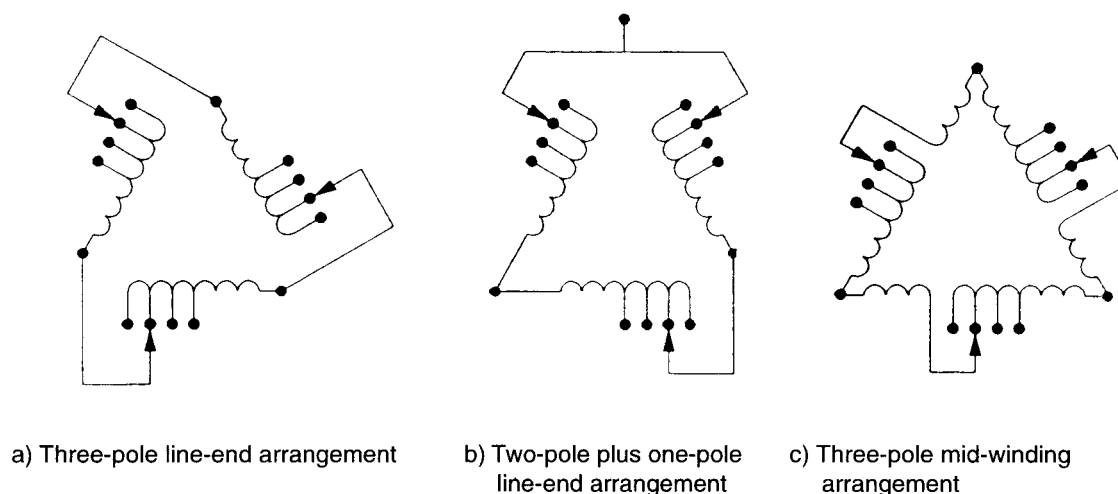 a) Three-pole line-end arrangement
b) Two-pole plus one-pole
line-end arrangement
c) Three-pole mid-winding
arrangement